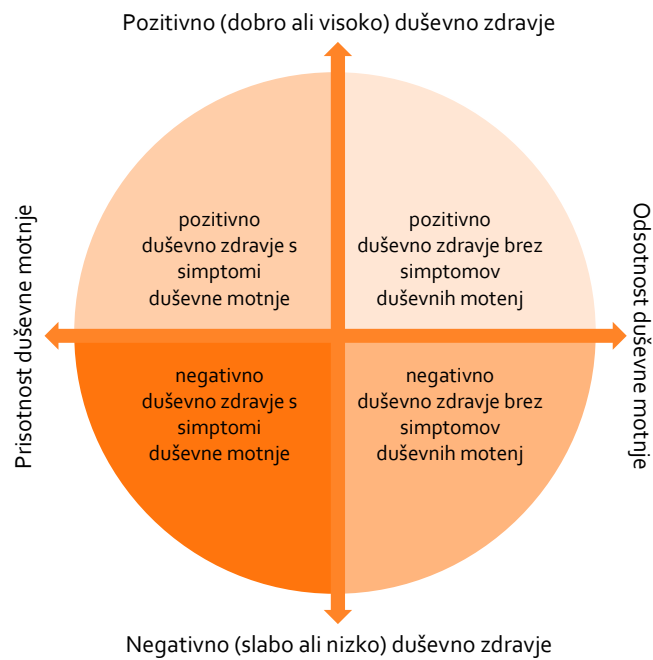 Pozitivno (dobro ali visoko) duševno zdravje
Prisotnost duševne motnje
pozitivno
duševno zdravje s
simptomi
duševne motnje
pozitivno
duševno zdravje brez
simptomov
duševnih motenj
Odsotnost duševne motnje
negativno
duševno zdravje s
simptomi
duševne motnje
negativno
duševno zdravje brez
simptomov
duševnih motenj
Negativno (slabo ali nizko) duševno zdravje